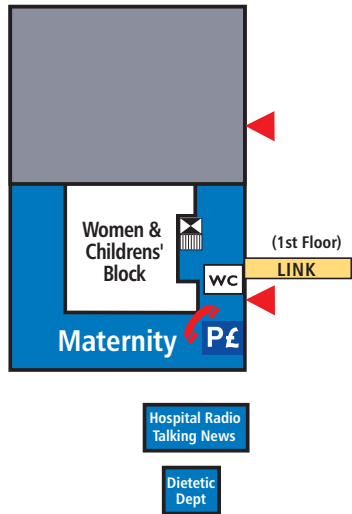 Women &
Childrens'
Block
(1st Floor)
LINK
WC
Maternity
P£
Hospital Radio
Talking News
Dietetic
Dept